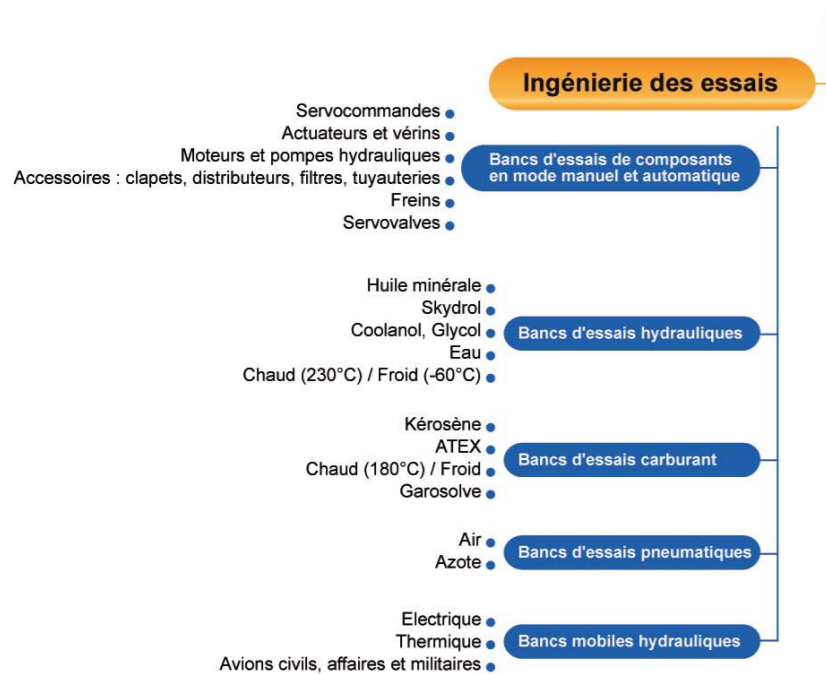 Ingénierie des essais
Servocommandes
Actuateurs et vérins
Moteurs et pompes hydrauliques
Accessoires : clapets, distributeurs, filtres, tuyauteries
Freins
Servovalves
Bancs d'essais de composants
en mode manuel et automatique
Huile minérale
Skydrol
Coolanol, Glycol
Eau
Chaud (230°C) / Froid (-60°C)
Bancs d'essais hydrauliques
Kérosène
ATEX
Chaud (180°C) / Froid
Garosolve
Bancs d'essais carburant
Air
Azote
Bancs d'essais pneumatiques
Electrique
Thermique
Avions civils, affaires et militaires
Bancs mobiles hydrauliques